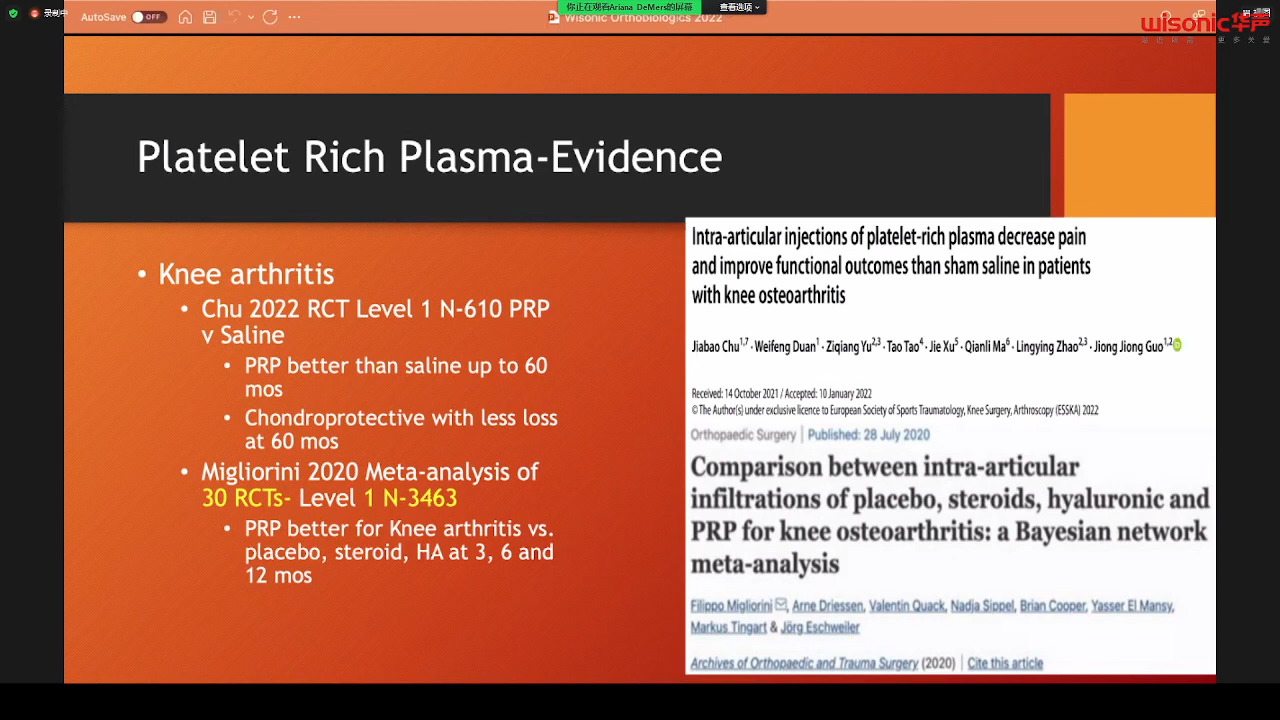 录制中
AutoSave
OFF
Wisonic Orthobiologics 2022
你正在观看Ariana DeMers的屏幕
查看选项
wisonic华声
Platelet Rich Plasma-Evidence
• Knee arthritis
• Chu 2022 RCT Level 1 N-610 PRP
v Saline
• PRP better than saline up to 60
mos
• Chondroprotective with less loss
at 60 mos
• Migliorini 2020 Meta-analysis of
30 RCTs- Level 1 N-3463
• PRP better for Knee arthritis vs.
placebo, steroid, HA at 3, 6 and
12 mos
Intra-articular injections of platelet-rich plasma decrease pain
and improve functional outcomes than sham saline in patients
with knee osteoarthritis
Jiabao Chu1,7 · Weifeng Duan1 · Ziqiang Yu2,3 · Tao Tao4 · Jie Xu5 · Qianli Ma6 · Lingying Zhao2,3 · Jiong Jiong Guo1,2
Received: 14 October 2021 / Accepted: 10 January 2022
© The Author(s) under exclusive licence to European Society of Sports Traumatology, Knee Surgery, Arthroscopy (ESSKA) 2022
Orthopaedic Surgery | Published: 28 July 2020
Comparison between intra-articular
infiltrations of placebo, steroids, hyaluronic and
PRP for knee osteoarthritis: a Bayesian network
meta-analysis
Filippo Migliorini, Arne Driessen, Valentin Quack, Nadja Sippel, Brian Cooper, Yasser El Mansy,
Markus Tingart & Jörg Eschweiler
Archives of Orthopaedic and Trauma Surgery (2020) | Cite this article